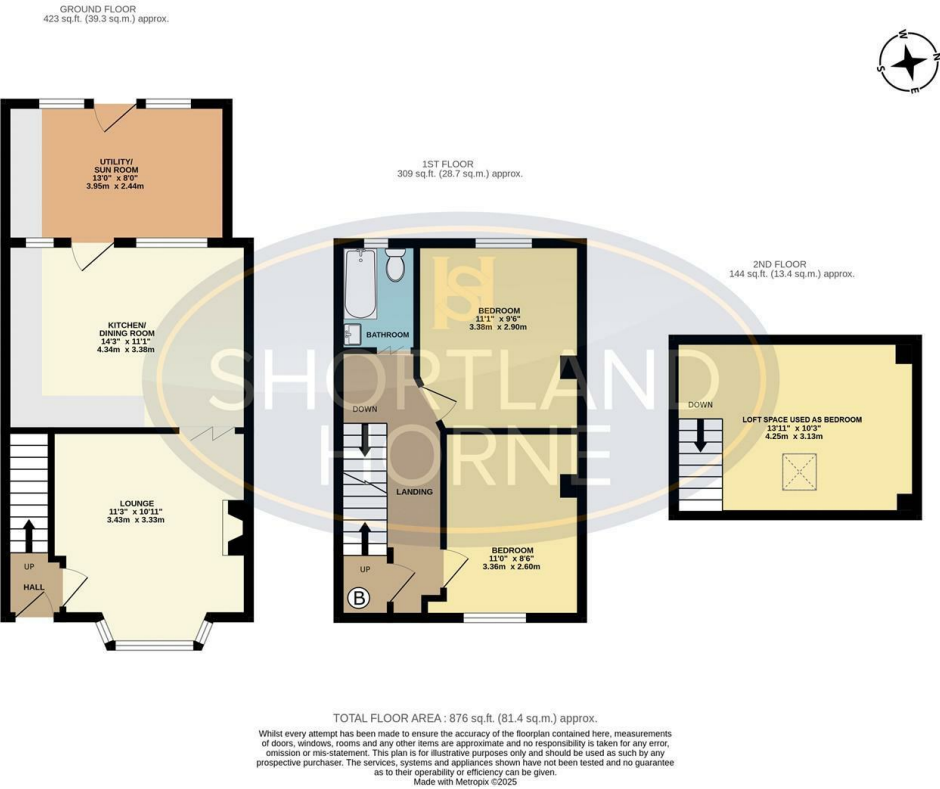 GROUND FLOOR
423 sq.ft. (39.3 sq.m.) approx.
W
N
S
E
UTILITY/
SUN ROOM
13'0" x 8'0"
3.95m x 2.44m
1ST FLOOR
309 sq.ft. (28.7 sq.m.) approx.
KITCHEN/
DINING ROOM
14'3" x 11'1"
4.34m x 3.38m
BATHROOM
BEDROOM
11'1" x 9'6"
3.38m x 2.90m
2ND FLOOR
144 sq.ft. (13.4 sq.m.) approx.
SHORTLAND
HORNE
DOWN
LANDING
DOWN
LOFT SPACE USED AS BEDROOM
13'11" x 10'3"
4.25m x 3.13m
LOUNGE
11'3" x 10'11"
3.43m x 3.33m
UP
HALL
UP
B
BEDROOM
11'0" x 8'6"
3.36m x 2.60m
TOTAL FLOOR AREA : 876 sq.ft. (81.4 sq.m.) approx.
Whilst every attempt has been made to ensure the accuracy of the floorplan contained here, measurements
of doors, windows, rooms and any other items are approximate and no responsibility is taken for any error,
omission or mis-statement. This plan is for illustrative purposes only and should be used as such by any
prospective purchaser. The services, systems and appliances shown have not been tested and no guarantee
as to their operability or efficiency can be given.
Made with Metropix ©2025